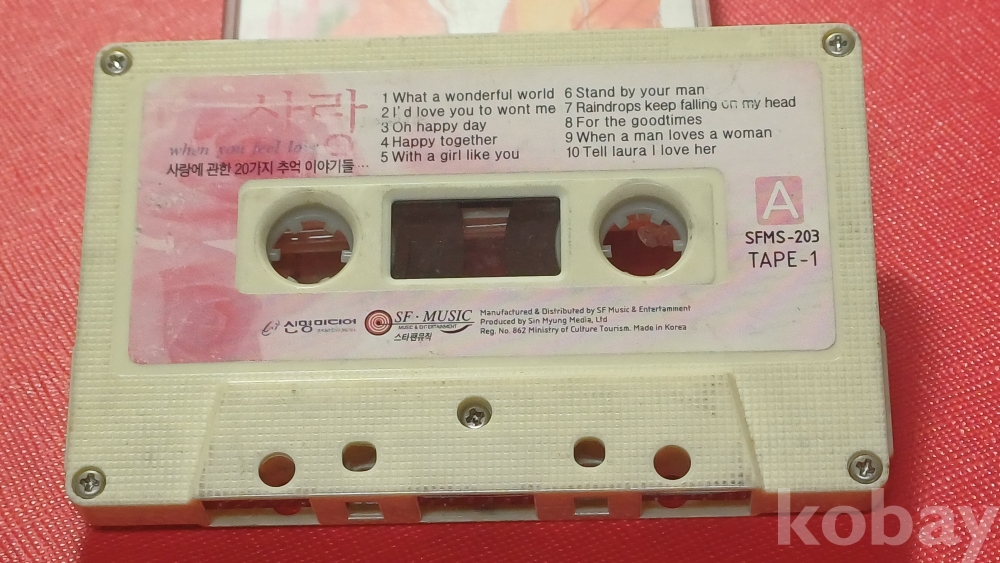 사랑
when you feel love
사랑에 관한 20가지 추억 이야기들...
1 What a wonderful world
2 I'd love you to wont me
3 Oh happy day
4 Happy together
5 With a girl like you
6 Stand by your man
7 Raindrops keep falling on my head
8 For the goodtimes
9 When a man loves a woman
10 Tell laura I love her
A
SFMS-203
TAPE-1
신명미디어
SF·MUSIC
MUSIC & ENTERTAINMENT
스타팬뮤직
Manufactured & Distributed by SF Music & Entertamment
Produced by Sin Myung Media, Ltd
Reg. No. 862 Ministry of Culture Tourism. Made in Korea
kobay